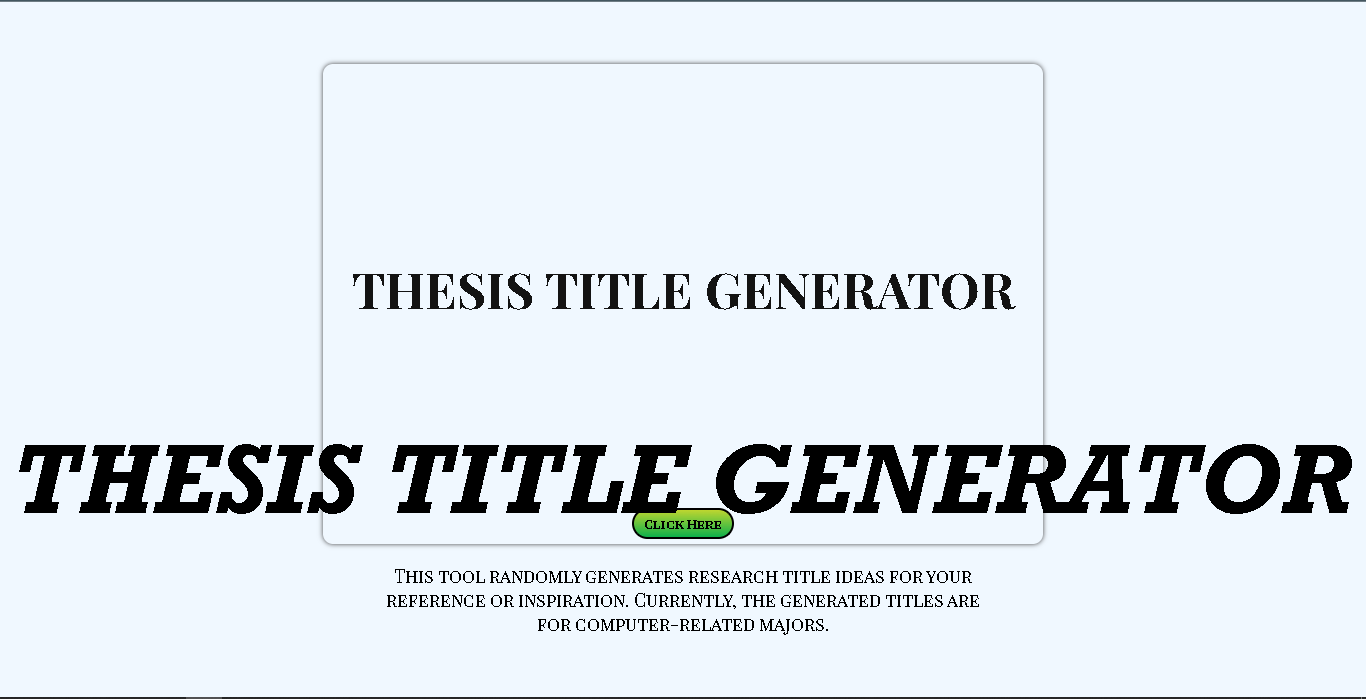 THESIS TITLE GENERATOR
THESIS TITLE GENERATOR
Click Here
This tool randomly generates research title ideas for your
reference or inspiration. Currently, the generated titles are
for computer-related majors.